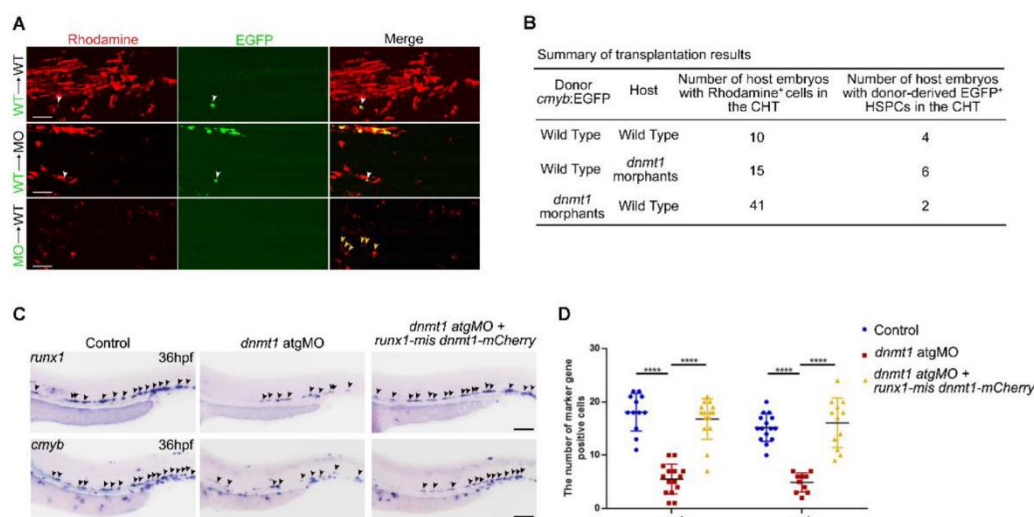 A
Rhodamine
EGFP
Merge
WT→WT
WT→MO
MO→WT
B
Summary of transplantation results
Donor
cmyb:EGFP
Host
Number of host embryos
with Rhodamine+ cells in
the CHT
Number of host embryos
with donor-derived EGFP+
HSPCs in the CHT
Wild Type Wild Type 10 4
Wild Type dnmt1
morphants 15 6
dnmt1
morphants Wild Type 41 2
C
Control
dnmt1 atgMO
dnmt1 atgMO +
runx1-mis dnmt1-mCherry
runx1
36hpf
cmyb
36hpf
D
Control
dnmt1 atgMO
dnmt1 atgMO +
runx1-mis dnmt1-mCherry
The number of marker gene
positive cells
30
20
10
0
**** ****
**** ****